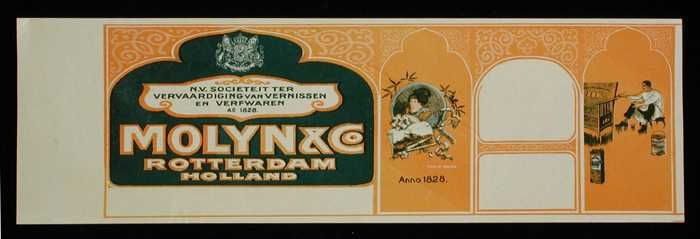 N.V. SOCIETEIT TER
VERVAARDIGING VAN VERNISSEN
EN VERFWAREN
Aº 1828.
MOLYN & Co
ROTTERDAM
HOLLAND
Anno 1828.